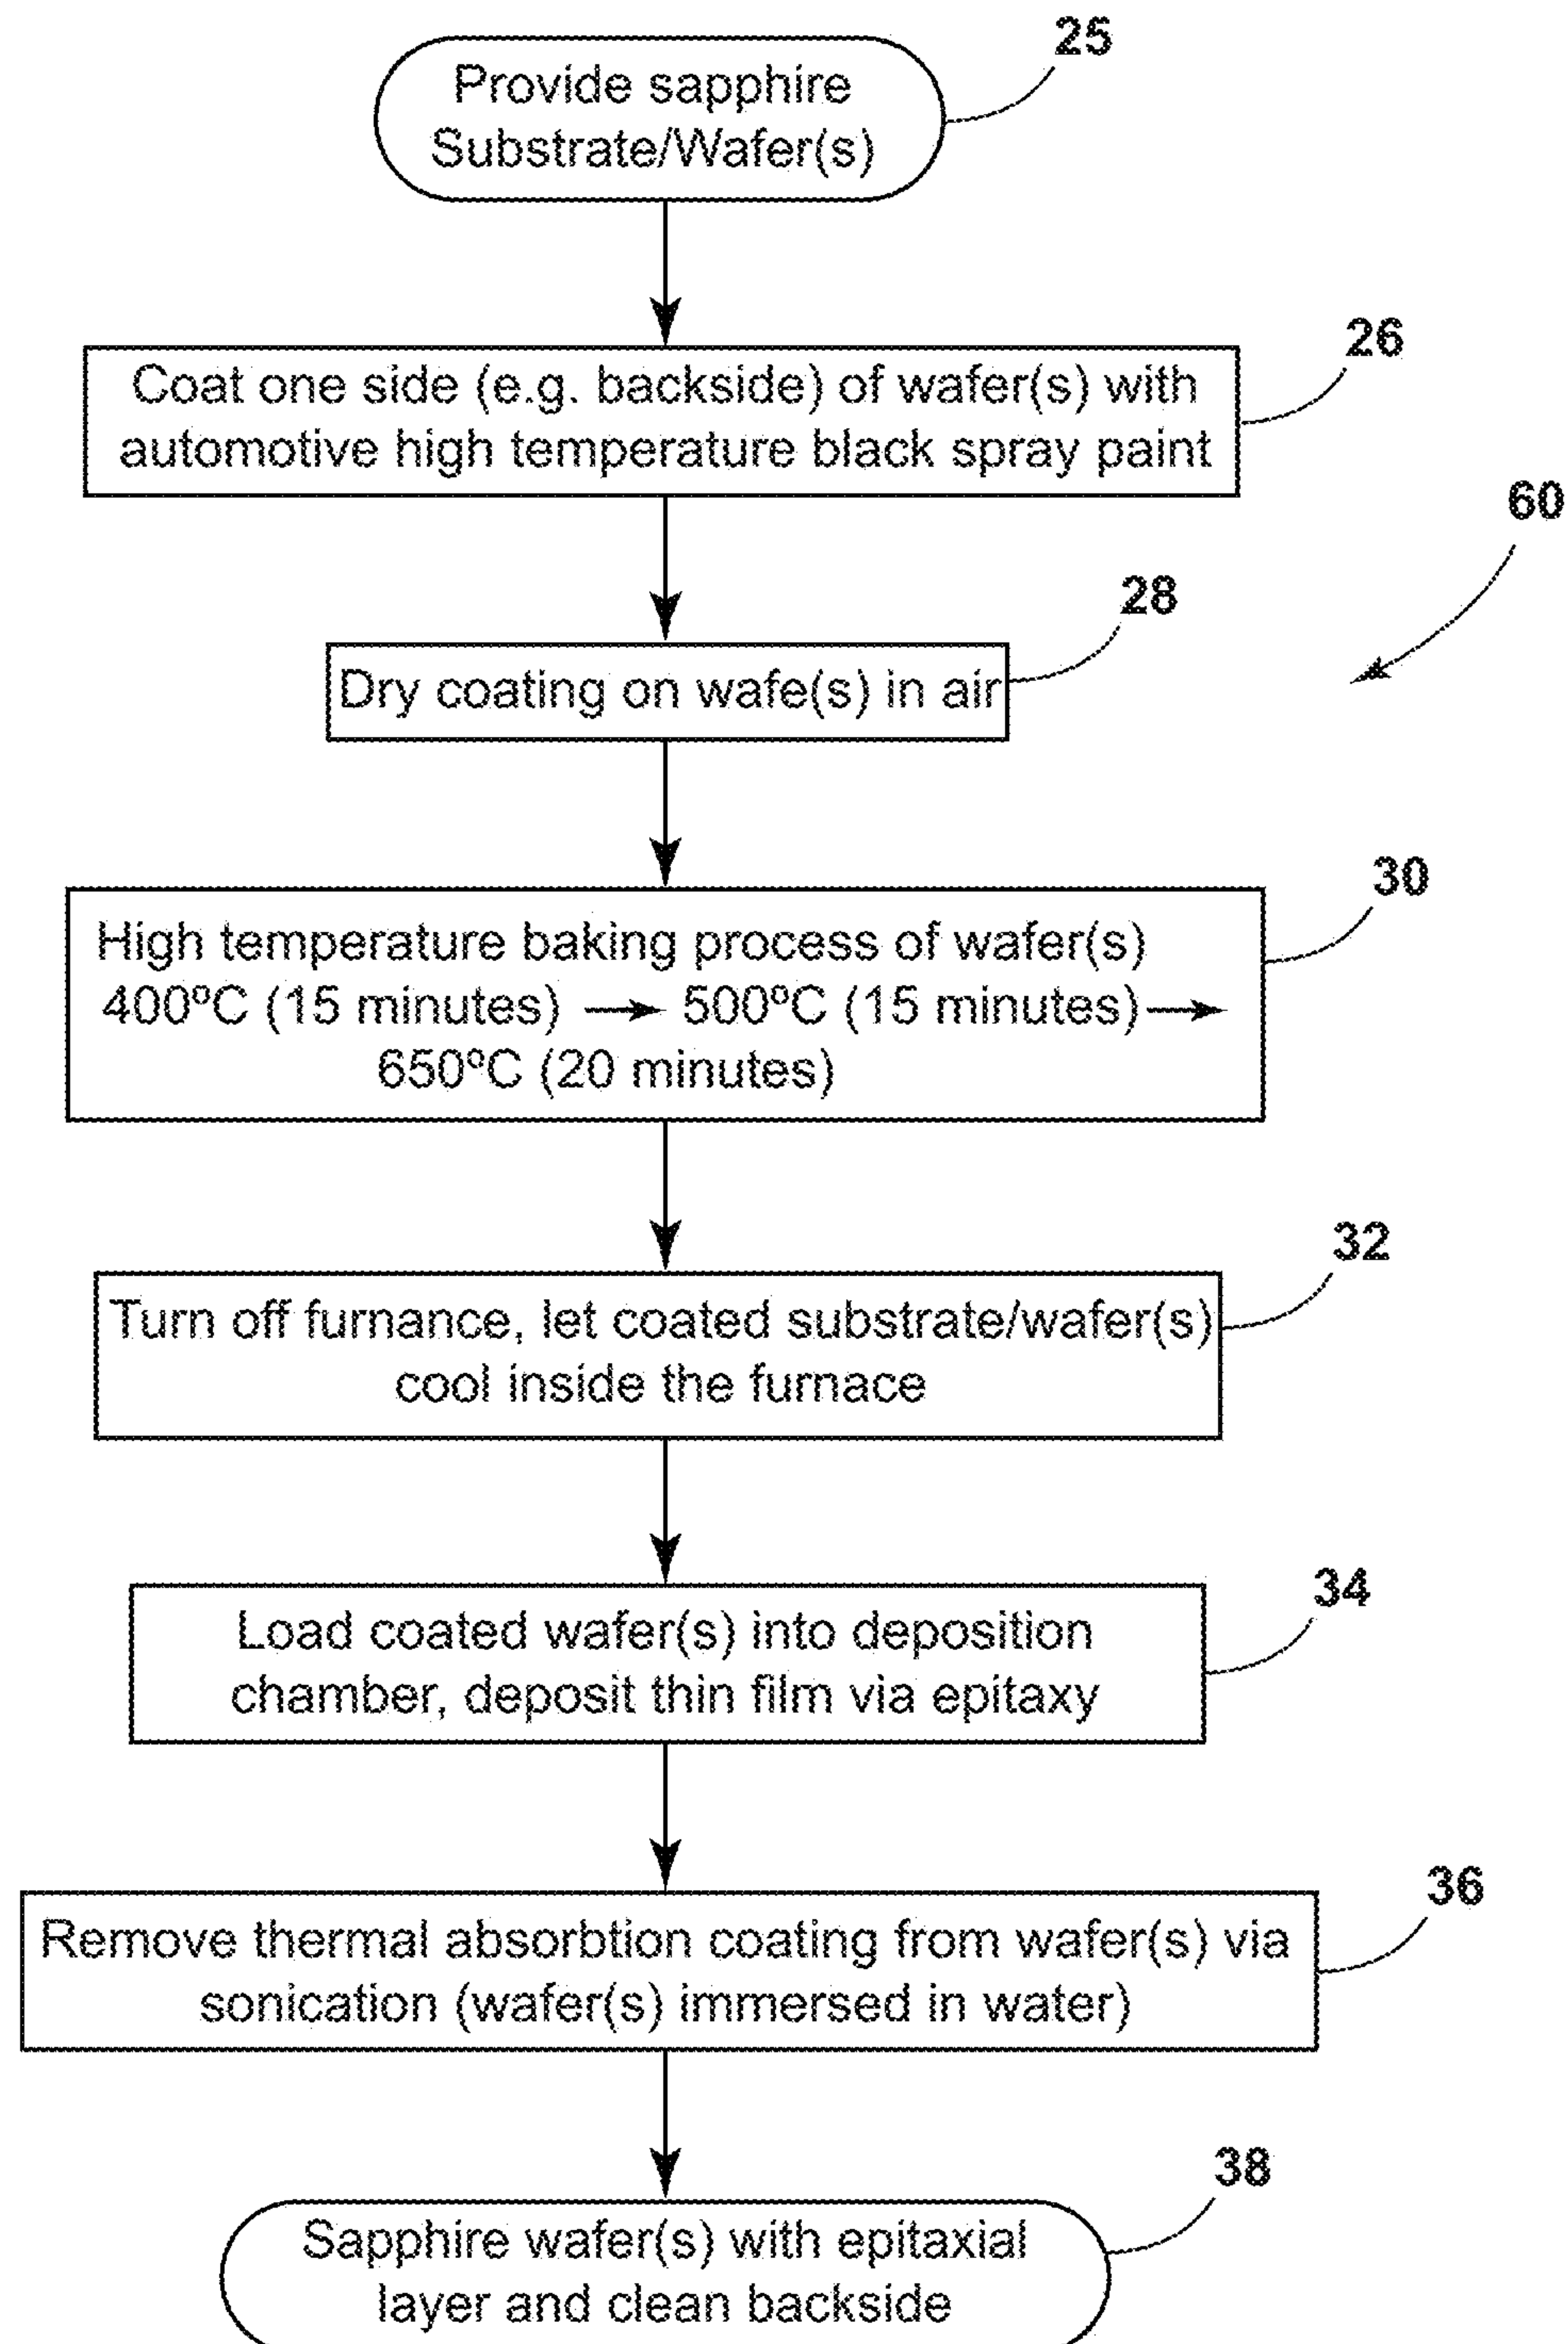 25
Provide sapphire
Substrate/Wafer(s)
26
Coat one side (e.g. backside) of wafer(s) with
automotive high temperature black spray paint
60
28
Dry coating on wafe(s) in air
30
High temperature baking process of wafer(s)
400ºC (15 minutes) → 500ºC (15 minutes) →
650ºC (20 minutes)
32
Turn off furnance, let coated substrate/wafer(s)
cool inside the furnace
34
Load coated wafer(s) into deposition
chamber, deposit thin film via epitaxy
36
Remove thermal absorbtion coating from wafer(s) via
sonication (wafer(s) immersed in water)
38
Sapphire wafer(s) with epitaxial
layer and clean backside